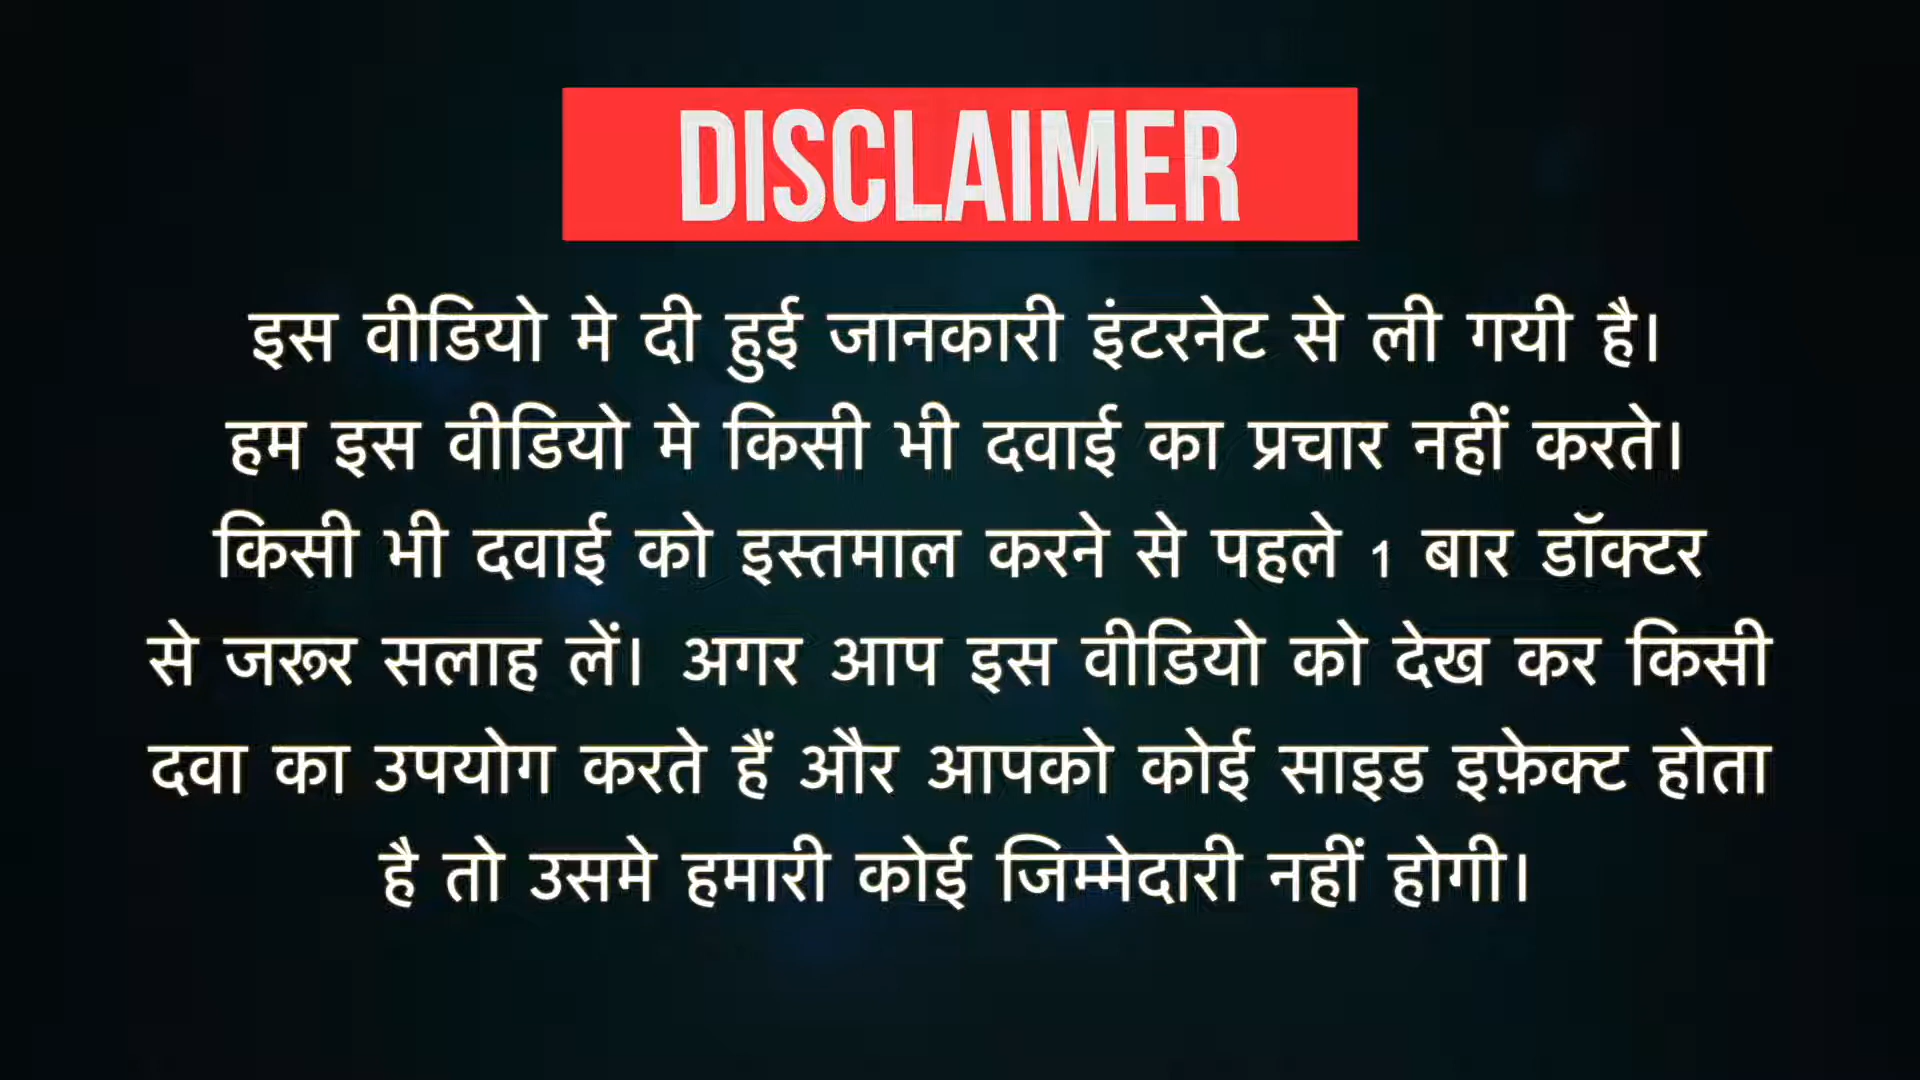 DISCLAIMER
इस वीडियो मे दी हुई जानकारी इंटरनेट से ली गयी है।
हम इस वीडियो मे किसी भी दवाई का प्रचार नहीं करते।
किसी भी दवाई को इस्तमाल करने से पहले 1 बार डॉक्टर
से जरूर सलाह लें। अगर आप इस वीडियो को देख कर किसी
दवा का उपयोग करते हैं और आपको कोई साइड इफ़ेक्ट होता
है तो उसमे हमारी कोई जिम्मेदारी नहीं होगी।